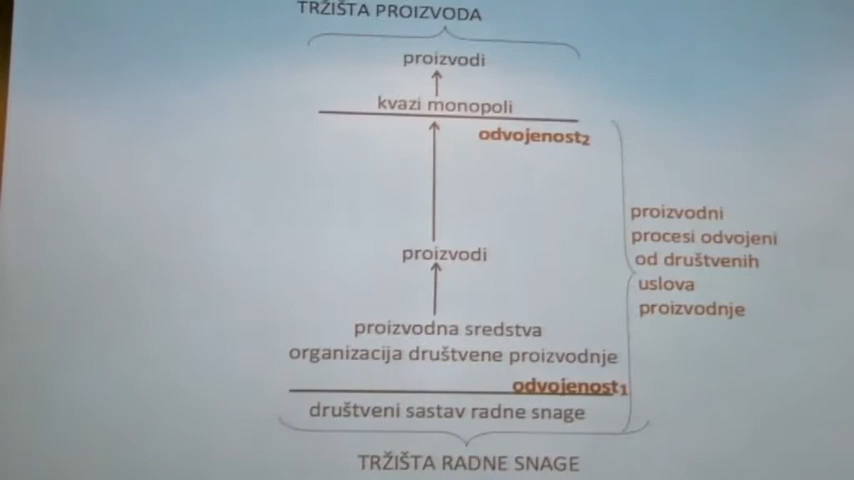 TRŽIŠTA PROIZVODA
proizvodi
kvazi monopoli
odvojenost2
proizvodni
procesi odvojeni
od društvenih
uslova
proizvodnje
proizvodi
proizvodna sredstva
organizacija društvene proizvodnje
odvojenost1
društveni sastav radne snage
TRŽIŠTA RADNE SNAGE